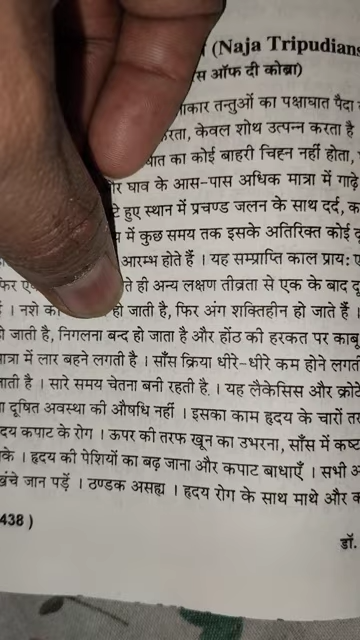 (Naja Tripudians
ऑफ दी कोब्रा)
तन्तुओं का पक्षाघात पैदा
केवल शोथ उत्पन्न करता है
का कोई बाहरी चिह्न नहीं होता,
घाव के आस-पास अधिक मात्रा में गाढ़े
हुए स्थान में प्रचण्ड जलन के साथ दर्द,
में कुछ समय तक इसके अतिरिक्त कोई
आरम्भ होते हैं । यह सम्प्राप्ति काल प्राय:
ही अन्य लक्षण तीव्रता से एक के बाद
। नशे हो जाती है, फिर अंग शक्तिहीन हो जाते हैं ।
जाती है, निगलना बन्द हो जाता है और होंठ की हरकत पर काबू
में लार बहने लगती है । साँस क्रिया धीरे-धीरे कम होने
है । सारे समय चेतना बनी रहती है. । यह लैकेसिस और
दूषित अवस्था की औषधि नहीं । इसका काम हृदय के चारों
कपाट के रोग । ऊपर की तरफ खून का उभरना, साँस में कष्ट
। हृदय की पेशियों का बढ़ जाना और कपाट बाधाएँ । सभी
जान पड़ें । ठण्डक असह्य । हृदय रोग के साथ माथे और
438 )
डॉ.